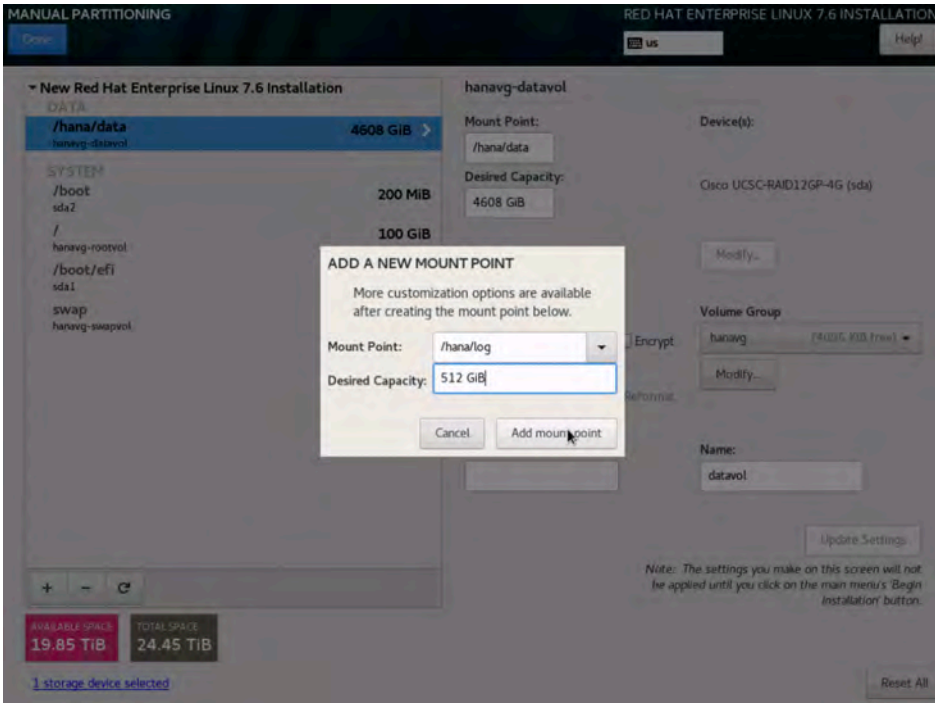 MANUAL PARTITIONING
RED HAT ENTERPRISE LINUX 7.6 INSTALLATION
Done
us
Help!
New Red Hat Enterprise Linux 7.6 Installation
DATA
/hana/data
4608 GiB
hanavg-datavol
SYSTEM
/boot
200 MiB
sda2
/
100 GiB
hanavg-rootvol
/boot/efi
sda1
swap
hanavg-swapvol
hanavg-datavol
Mount Point:
Device(s):
/hana/data
Desired Capacity:
Cisco UCSC-RAID12GP-4G (sda)
4608 GiB
Modify...
Volume Group
Encrypt
hanavg
free)
Modify...
Reformat
Name:
datavol
ADD A NEW MOUNT POINT
More customization options are available
after creating the mount point below.
Mount Point:
/hana/log
Desired Capacity:
512 GiB
Cancel
Add mount point
Update Settings
Note: The settings you make on this screen will not
be applied until you click on the main menu's 'Begin
Installation' button.
+ -
AVAILABLE SPACE
19.85 TiB
TOTAL SPACE
24.45 TiB
1 storage device selected
Reset All